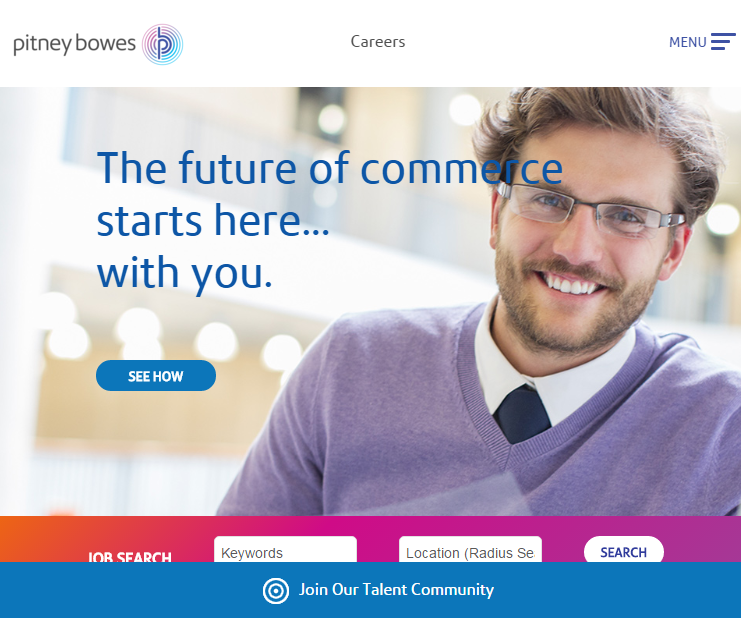 pitney bowes
Careers
MENU
The future of commerce
starts here...
with you.
SEE HOW
JOB SEARCH
Keywords
Location (Radius Se
SEARCH
Join Our Talent Community